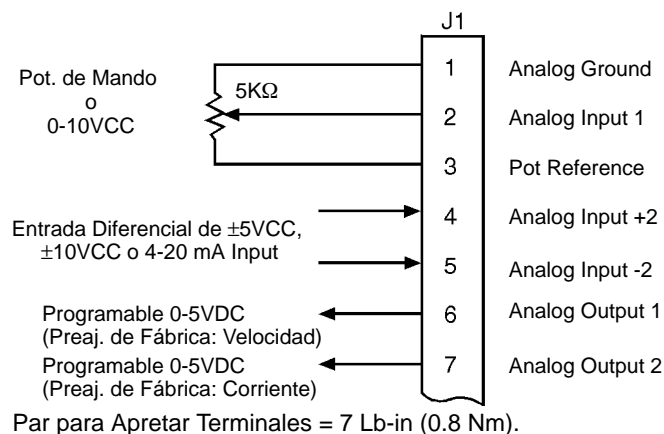 J1
Pot. de Mando
o
0-10VCC
5KΩ
1 Analog Ground
2 Analog Input 1
3 Pot Reference
Entrada Diferencial de ±5VCC,
±10VCC o 4-20 mA Input
4 Analog Input +2
5 Analog Input -2
Programable 0-5VDC
(Preaj. de Fábrica: Velocidad)
6 Analog Output 1
Programable 0-5VDC
(Preaj. de Fábrica: Corriente)
7 Analog Output 2
Par para Apretar Terminales = 7 Lb-in (0.8 Nm).